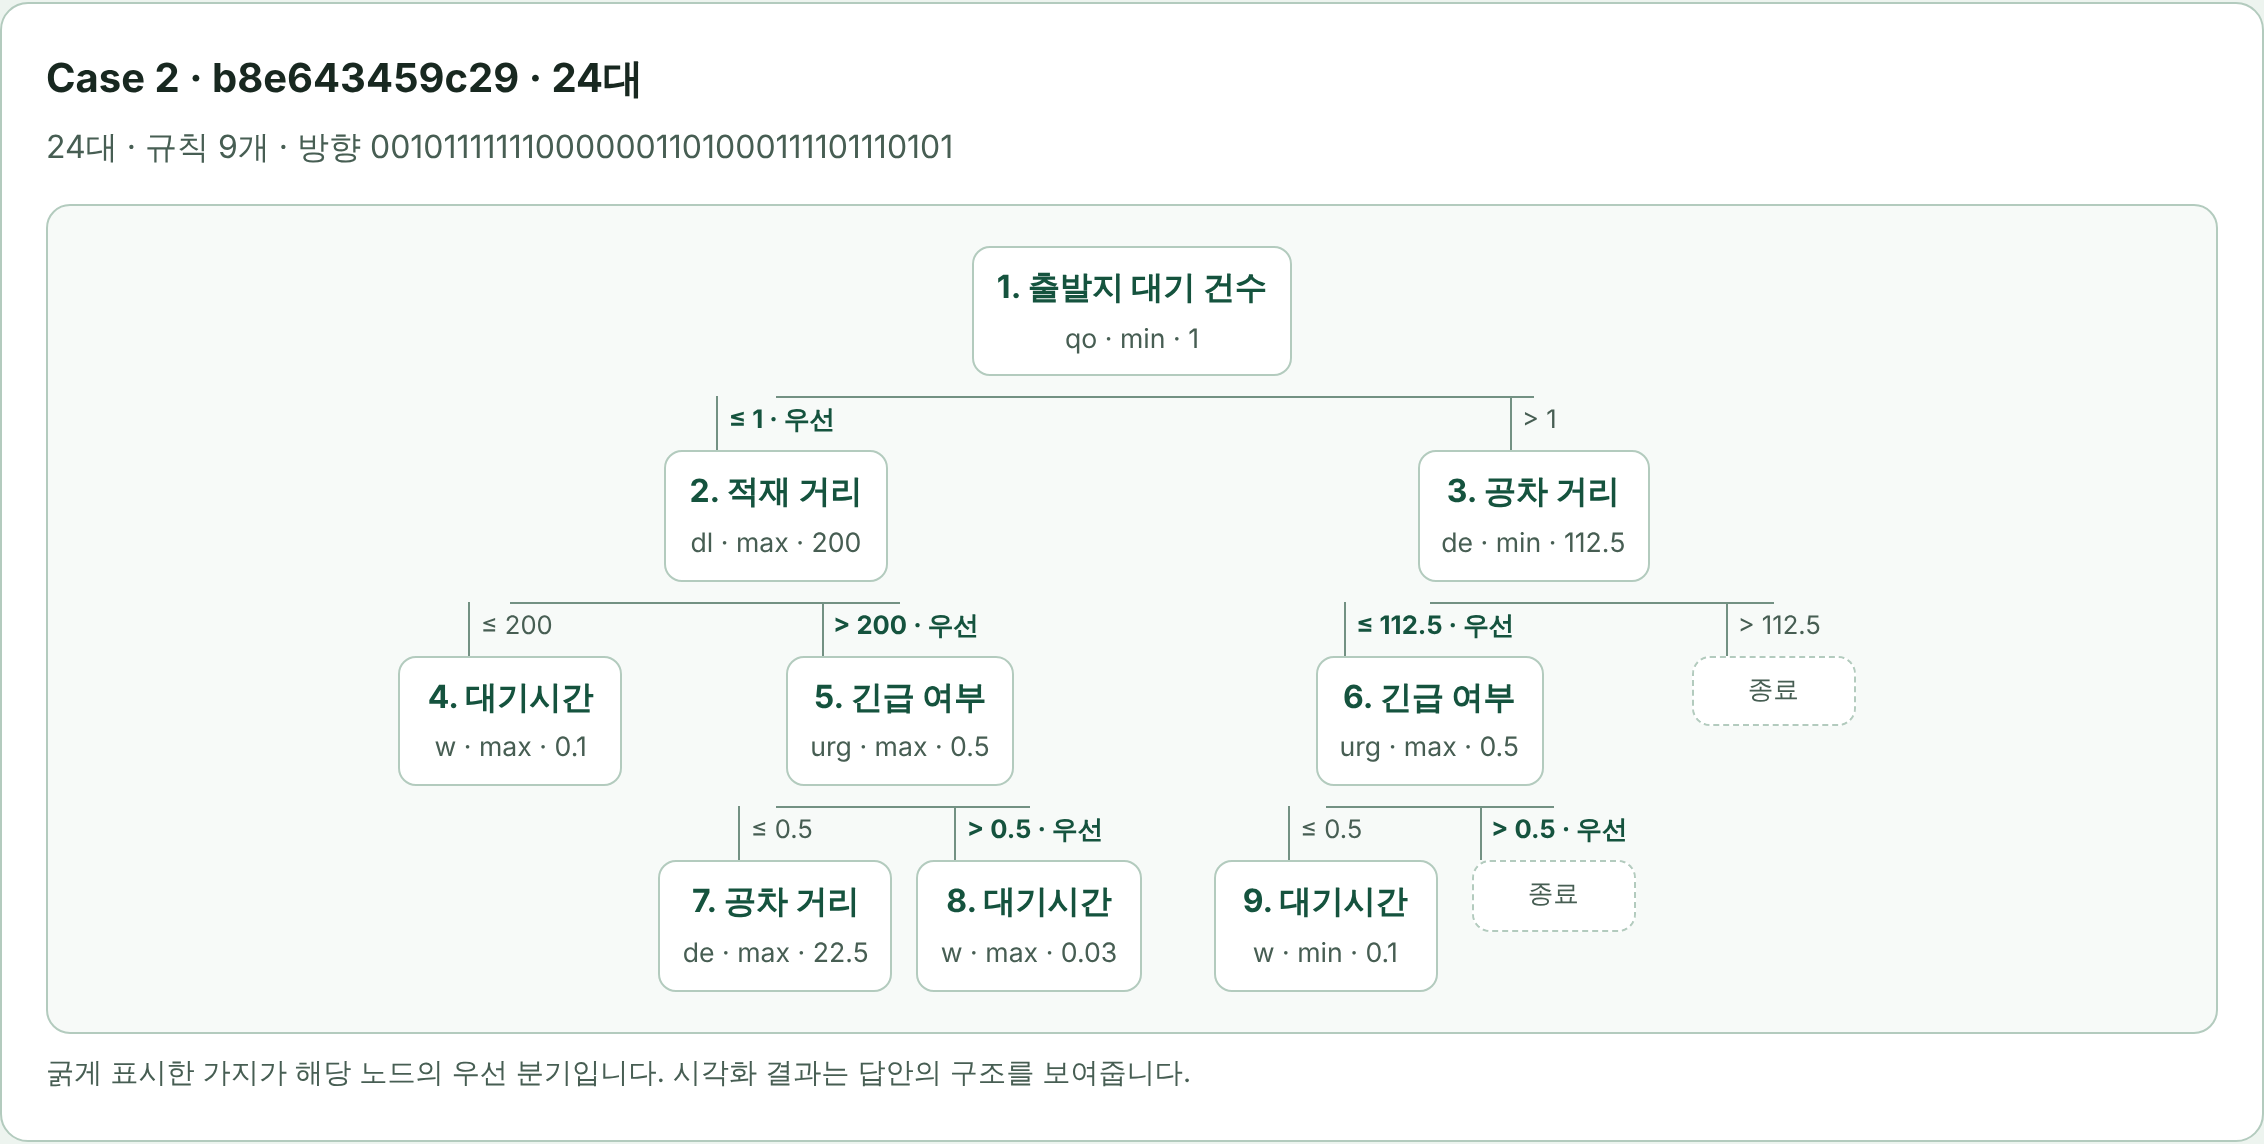 Case 2 · b8e643459c29 · 24대
24대 · 규칙 9개 · 방향 001011111110000001101000111101110101
1. 출발지 대기 건수
qo · min · 1
≤ 1 · 우선
> 1
2. 적재 거리
dl · max · 200
3. 공차 거리
de · min · 112.5
≤ 200
> 200 · 우선
≤ 112.5 · 우선
> 112.5
4. 대기시간
w · max · 0.1
5. 긴급 여부
urg · max · 0.5
6. 긴급 여부
urg · max · 0.5
종료
≤ 0.5
> 0.5 · 우선
≤ 0.5
> 0.5 · 우선
7. 공차 거리
de · max · 22.5
8. 대기시간
w · max · 0.03
9. 대기시간
w · min · 0.1
종료
굵게 표시한 가지가 해당 노드의 우선 분기입니다. 시각화 결과는 답안의 구조를 보여줍니다.